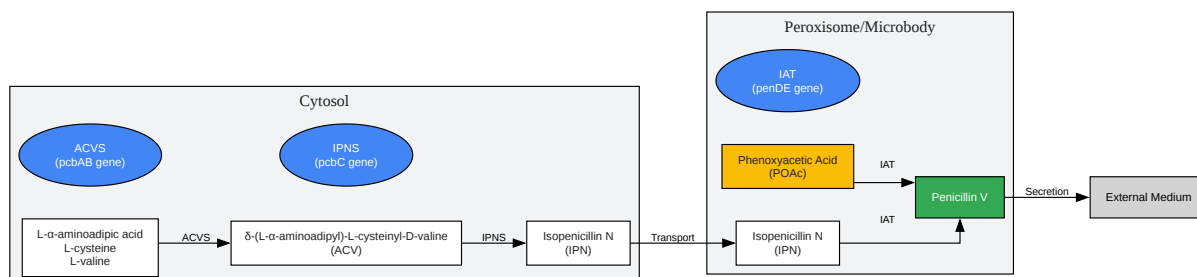 Peroxisome/Microbody
IAT
(penDE gene)
Cytosol
ACVS
(pcbAB gene)
IPNS
(pcbC gene)
Phenoxyacetic Acid
(POAc)
IAT
Penicillin V
Secretion
External Medium
L-α-aminoadipic acid
L-cysteine
L-valine
ACVS
δ-(L-α-aminoadipyl)-L-cysteinyl-D-valine
(ACV)
IPNS
Isopenicillin N
(IPN)
Transport
Isopenicillin N
(IPN)
IAT